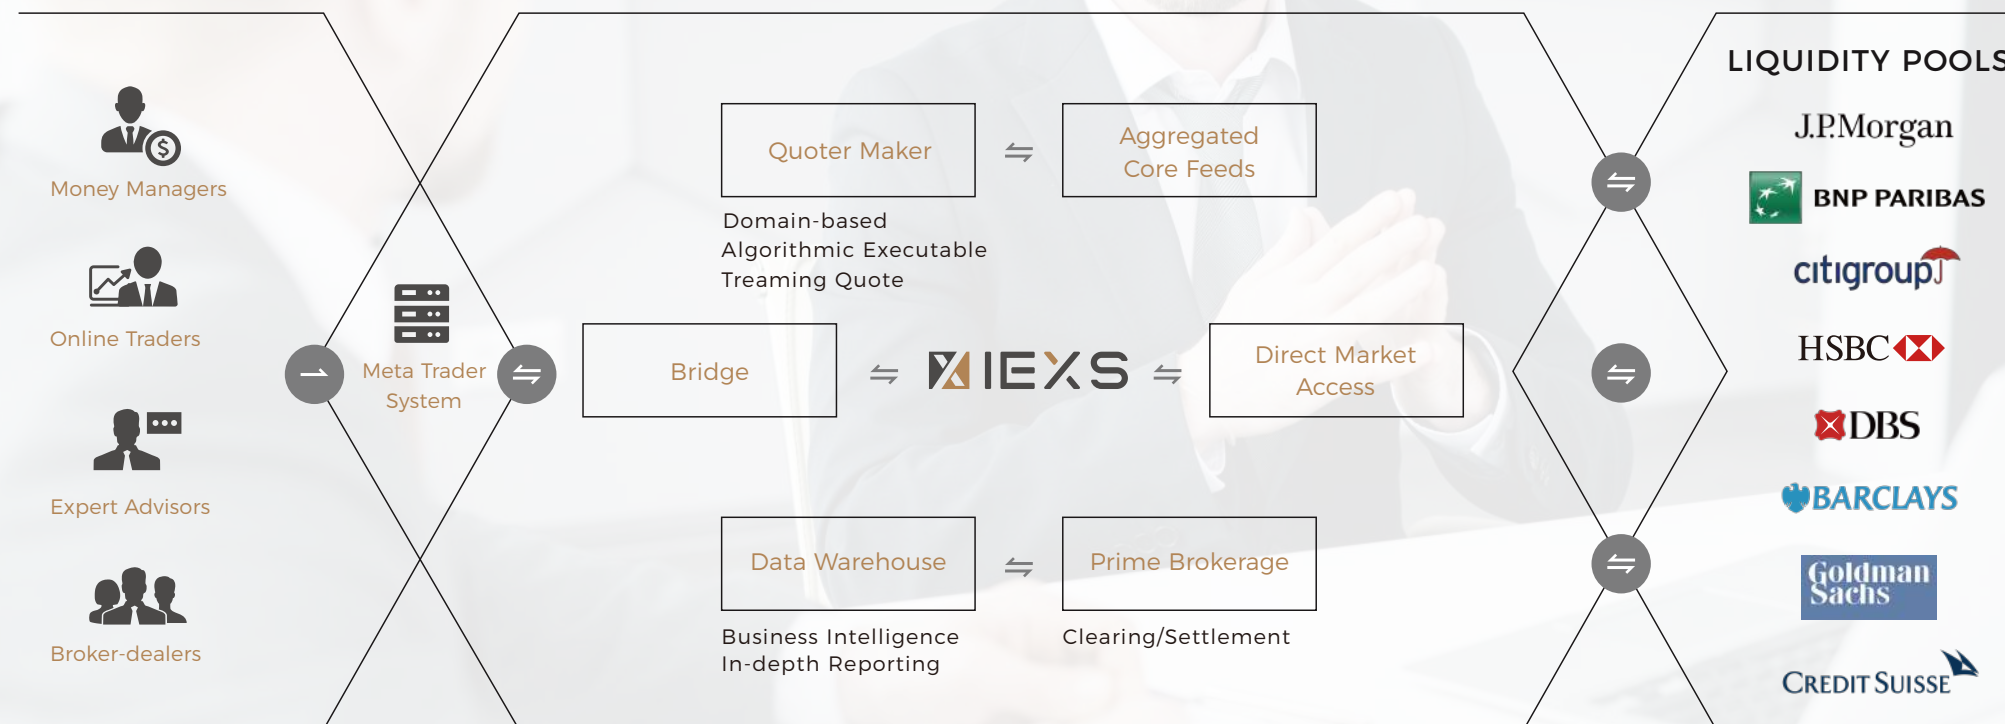 Money Managers
Online Traders
Expert Advisors
Broker-dealers
Meta Trader
System
Quoter Maker
Domain-based
Algorithmic Executable
Treaming Quote
Aggregated
Core Feeds
Bridge
IEXS
Direct Market
Access
Data Warehouse
Business Intelligence
In-depth Reporting
Prime Brokerage
Clearing/Settlement
LIQUIDITY POOLS
J.P.Morgan
BNP PARIBAS
citigroup
HSBC
DBS
BARCLAYS
Goldman
Sachs
CREDIT SUISSE